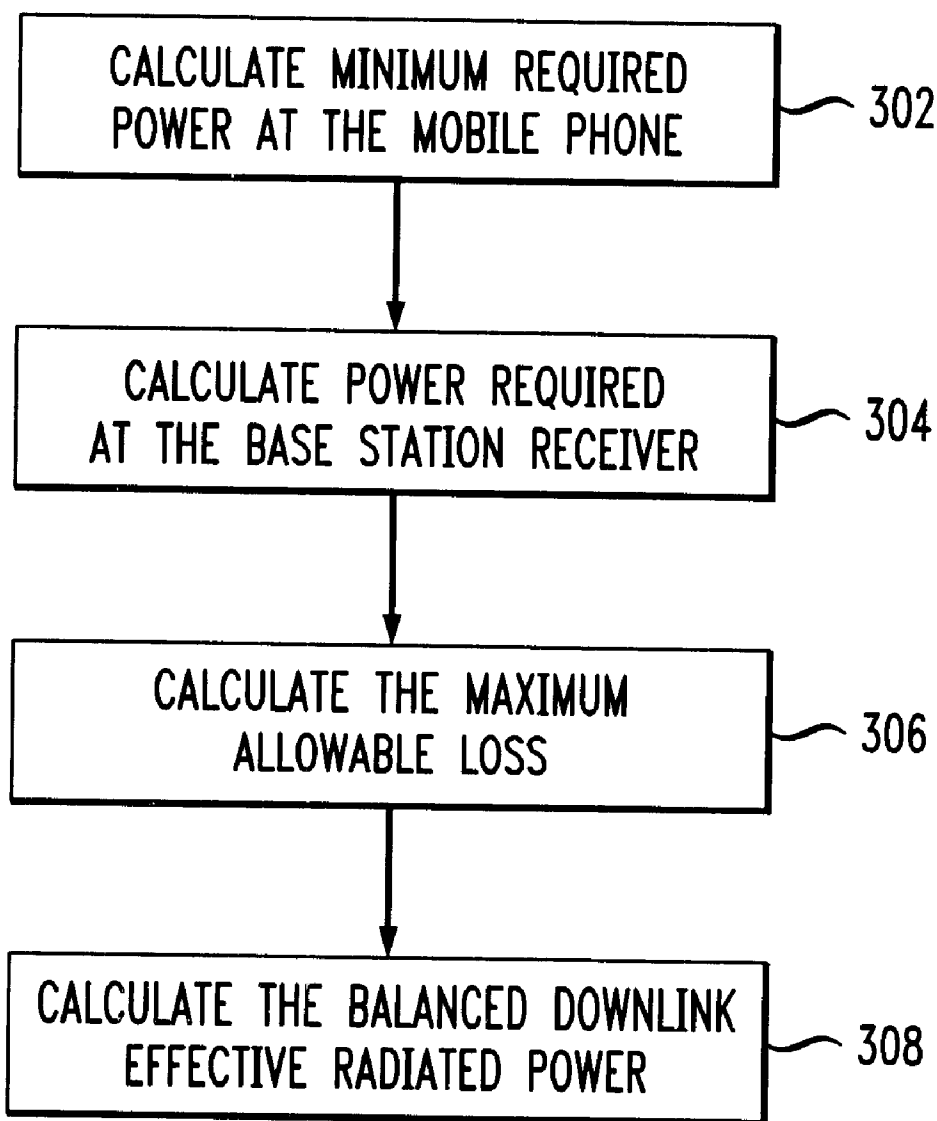 CALCULATE MINIMUM REQUIRED
POWER AT THE MOBILE PHONE
302
CALCULATE POWER REQUIRED
AT THE BASE STATION RECEIVER
304
CALCULATE THE MAXIMUM
ALLOWABLE LOSS
306
CALCULATE THE BALANCED DOWNLINK
EFFECTIVE RADIATED POWER
308